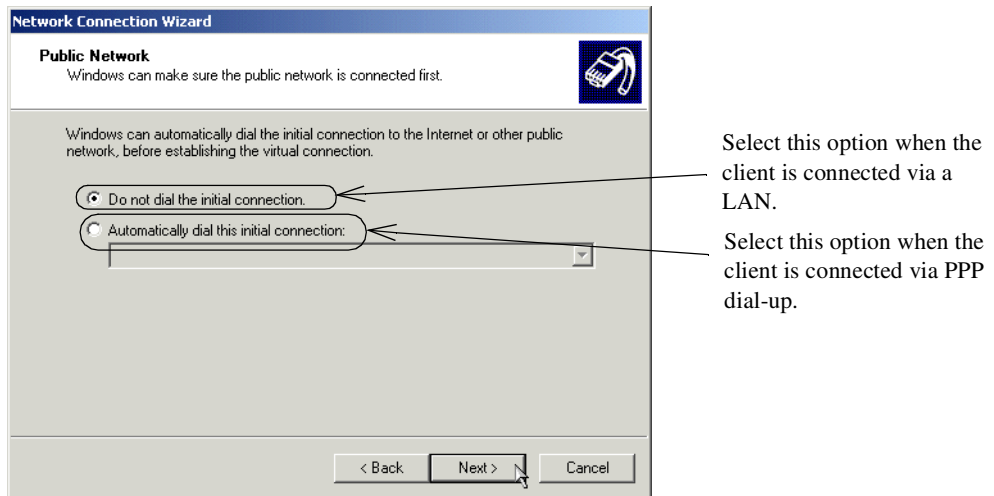 Network Connection Wizard
Public Network
Windows can make sure the public network is connected first.
Windows can automatically dial the initial connection to the Internet or other public
network, before establishing the virtual connection.
Do not dial the initial connection.
Automatically dial this initial connection:
< Back
Next >
Cancel
Select this option when the
client is connected via a
LAN.
Select this option when the
client is connected via PPP
dial-up.